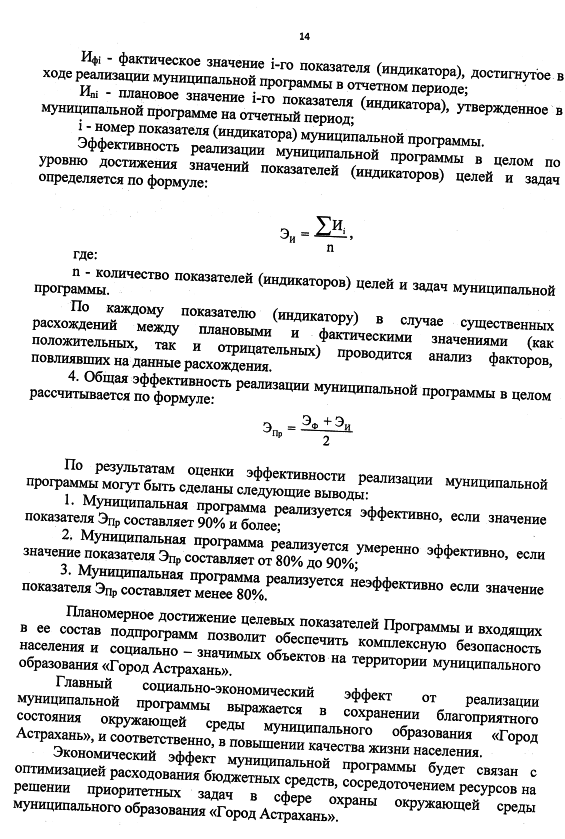 14
Ифі - фактическое значение i-го показателя (индикатора), достигнутое в
ходе реализации муниципальной программы в отчетном периоде;
ИПі - плановое значение i-го показателя (индикатора), утвержденное в
муниципальной программе на отчетный период;
i - номер показателя (индикатора) муниципальной программы.
Эффективность реализации муниципальной программы в целом по
уровню достижения значений показателей (индикаторов) целей и задач
определяется по формуле:
ЭИ = ∑Иi / n,
где:
n - количество показателей (индикаторов) целей и задач муниципальной
программы.
По каждому показателю (индикатору) в случае существенных
расхождений между плановыми и фактическими значениями (как
положительных, так и отрицательных) проводится анализ факторов,
повлиявших на данные расхождения.
4. Общая эффективность реализации муниципальной программы в целом
рассчитывается по формуле:
ЭПр = ЭФ + ЭИ / 2
По результатам оценки эффективности реализации муниципальной
программы могут быть сделаны следующие выводы:
1. Муниципальная программа реализуется эффективно, если значение
показателя ЭПр составляет 90% и более;
2. Муниципальная программа реализуется умеренно эффективно, если
значение показателя ЭПр составляет от 80% до 90%;
3. Муниципальная программа реализуется неэффективно если значение
показателя ЭПр составляет менее 80%.
Планомерное достижение целевых показателей Программы и входящих
в ее состав подпрограмм позволит обеспечить комплексную безопасность
населения и социально – значимых объектов на территории муниципального
образования «Город Астрахань».
Главный социально-экономический эффект от реализации
муниципальной программы выражается в сохранении благоприятного
состояния окружающей среды муниципального образования «Город
Астрахань», и соответственно, в повышении качества жизни населения.
Экономический эффект муниципальной программы будет связан с
оптимизацией расходования бюджетных средств, сосредоточением ресурсов на
решении приоритетных задач в сфере охраны окружающей среды
муниципального образования «Город Астрахань».